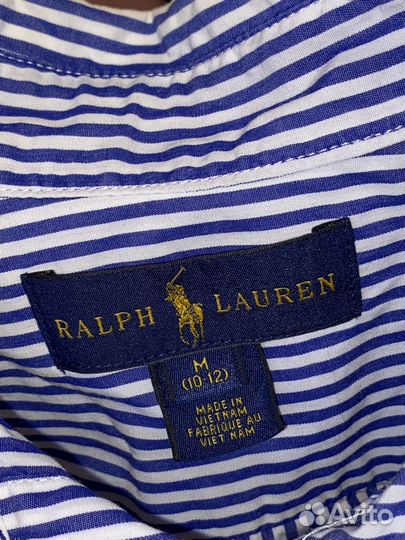 RALPH LAUREN
M
(10-12)
MADE IN
VIETNAM
FABRIQUE AU
VIET NAM
Avito